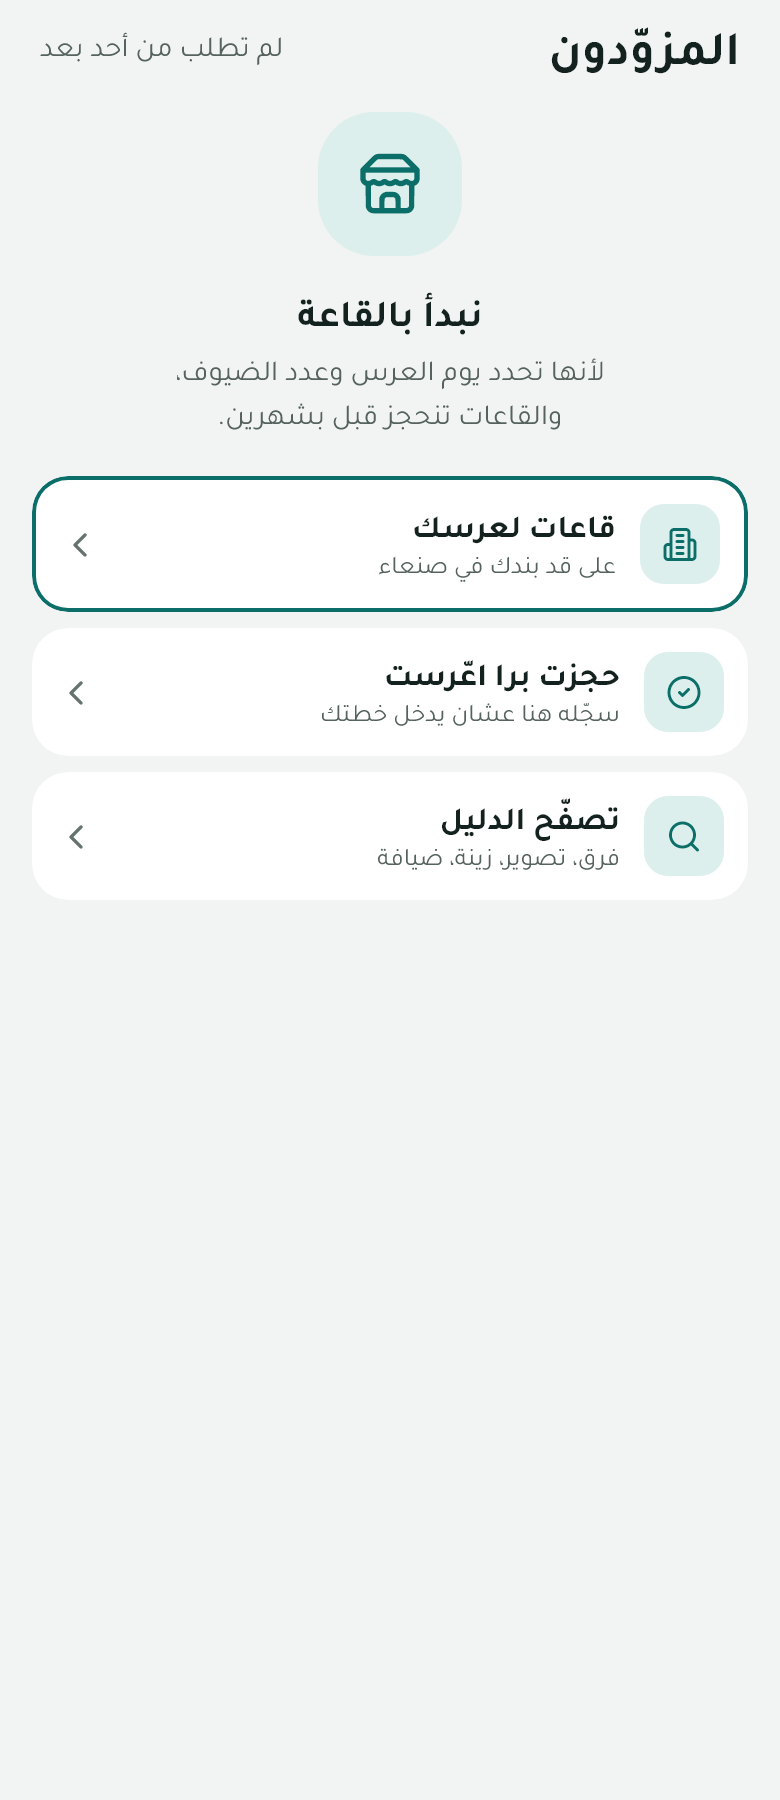 المزوّدون
لم تطلب من أحد بعد
نبدأ بالقاعة
لأنها تحدد يوم العرس وعدد الضيوف،
والقاعات تنحجز قبل بشهرين.
قاعات لعرسك
على قد بندك في صنعاء
حجزت برا اعّرست
سجّله هنا عشان يدخل خطتك
تصفّح الدليل
فرق، تصوير، زينة، ضيافة